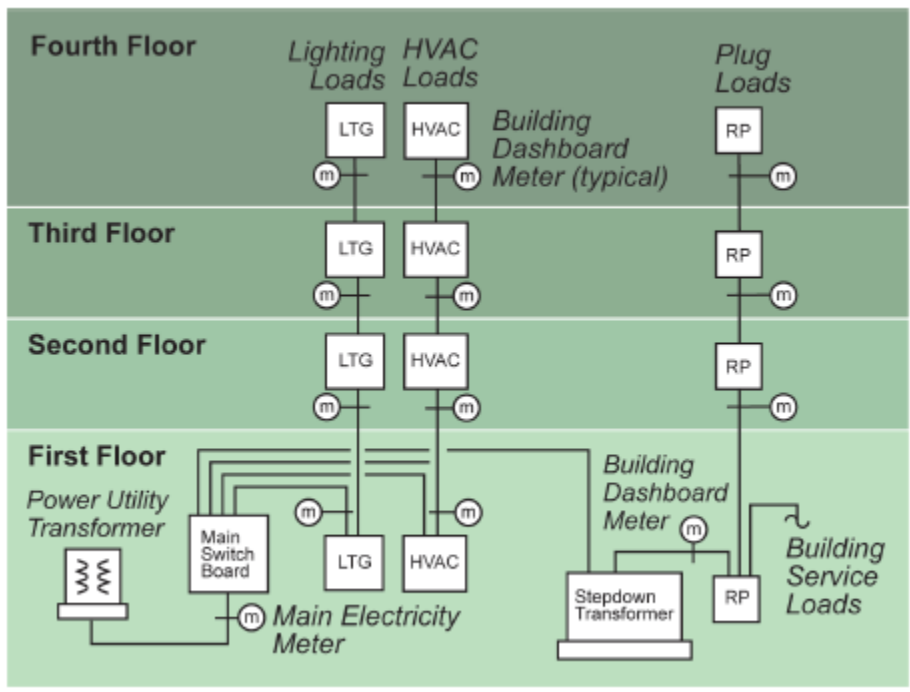 Fourth Floor
Lighting
Loads
HVAC
Loads
Plug
Loads
LTG
HVAC
Building
Dashboard
Meter (typical)
RP
m
m
m
Third Floor
LTG
HVAC
RP
m
m
m
Second Floor
LTG
HVAC
RP
m
m
m
First Floor
Power Utility
Transformer
Main
Switch
Board
m
m
LTG
HVAC
m
Main Electricity
Meter
Building
Dashboard
Meter
m
Stepdown
Transformer
RP
Building
Service
Loads